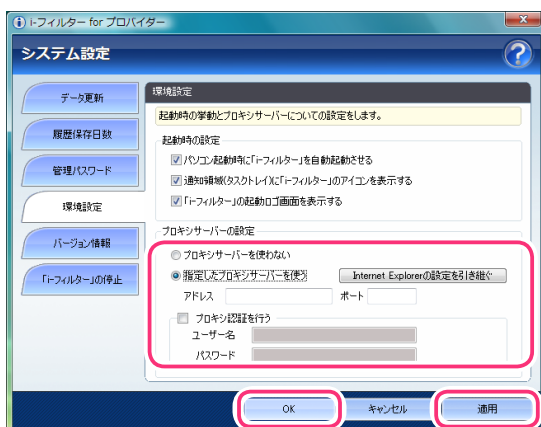 i-フィルター for プロバイダー
システム設定
データ更新
履歴保存日数
管理パスワード
環境設定
バージョン情報
「i-フィルター」の停止
環境設定
起動時の挙動とプロキシサーバーについての設定をします。
起動時の設定
パソコン起動時に「i-フィルター」を自動起動させる
通知領域(タスクトレイ)に「i-フィルター」のアイコンを表示する
「i-フィルター」の起動ロゴ画面を表示する
プロキシサーバーの設定
プロキシサーバーを使わない
指定したプロキシサーバーを使う Internet Explorerの設定を引き継ぐ
アドレス ポート
プロキシ認証を行う
ユーザー名
パスワード
OK キャンセル 適用